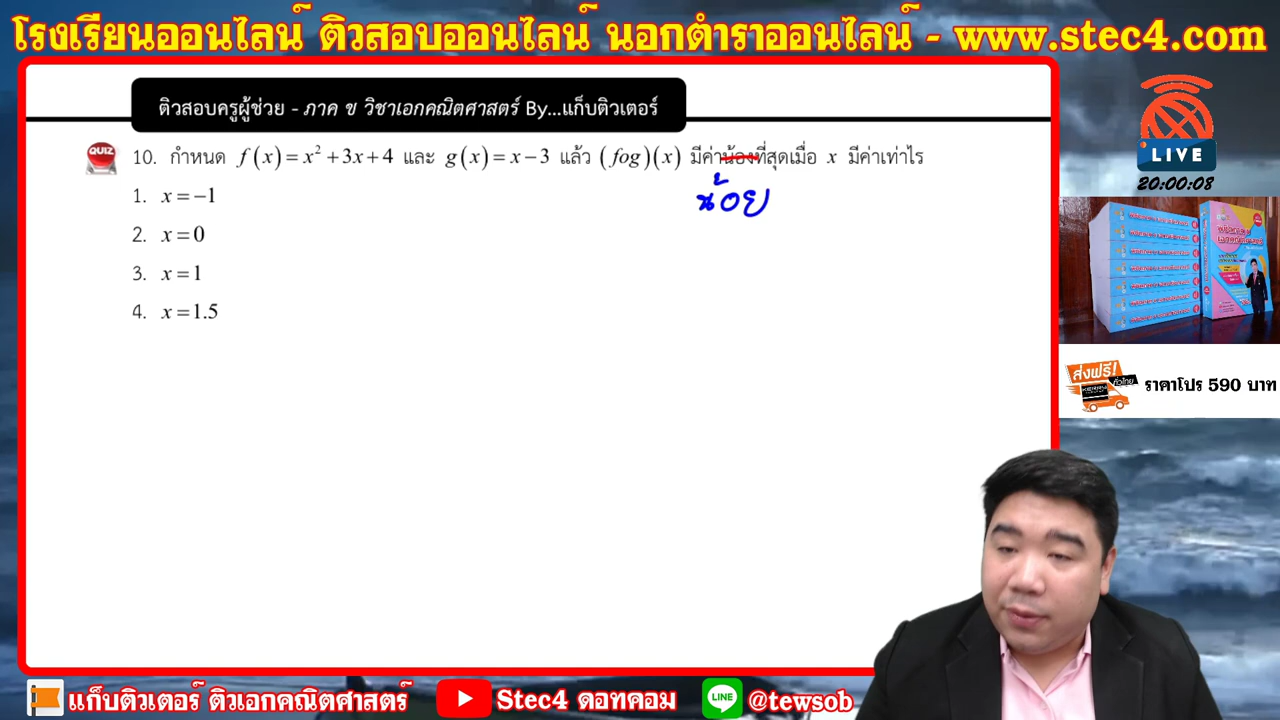 โรงเรียนออนไลน์ ติวสอบออนไลน์ นอกตำราออนไลน์ - www.stec4.com
ติวสอบครูผู้ช่วย - ภาค ข วิชาเอกคณิตศาสตร์ By...แก็บติวเตอร์
QUIZ
10. กำหนด f(x)=x²+3x+4 และ g(x)=x−3 แล้ว (fog)(x) มีค่าน้องที่สุดเมื่อ x มีค่าเท่าไร
น้อย
1. x=−1
2. x=0
3. x=1
4. x=1.5
LIVE
20:00:08
ส่งฟรี!
ทั่วไทย
ราคาโปร 590 บาท
แก็บติวเตอร์ ติวเอกคณิตศาสตร์
Stec4 ดอทคอม
LINE
@tewsob